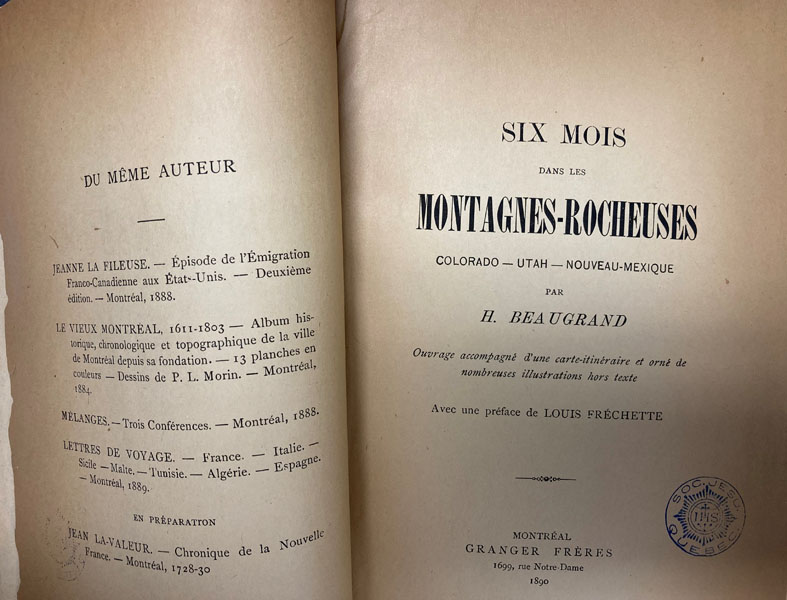 DU MÊME AUTEUR
JEANNE LA FILEUSE. — Épisode de l'Émigration
Franco-Canadienne aux État--Unis. — Deuxième
édition. — Montréal, 1888.
LE VIEUX MONTRÉAL, 1611-1803 — Album his-
torique, chronologique et topographique de la ville
de Montréal depuis sa fondation. — 13 planches en
couleurs — Dessins de P. L. Morin. — Montréal,
1884.
MÉLANGES. — Trois Conférences. — Montréal, 1888.
LETTRES DE VOYAGE. — France. — Italie. —
Sicile — Malte. — Tunisie. — Algérie. — Espagne.
— Montréal, 1889.
EN PRÉPARATION
JEAN LA-VALEUR. — Chronique de la Nouvelle
France. — Montréal, 1728-30
SIX MOIS
DANS LES
MONTAGNES-ROCHEUSES
COLORADO — UTAH — NOUVEAU-MEXIQUE
PAR
H. BEAUGRAND
Ouvrage accompagné d'une carte-itinéraire et orné de
nombreuses illustrations hors texte
Avec une préface de LOUIS FRÉCHETTE
SOC. JESU
IHS
QUEBEC
MONTRÉAL
GRANGER FRÈRES
1699, rue Notre-Dame
1890